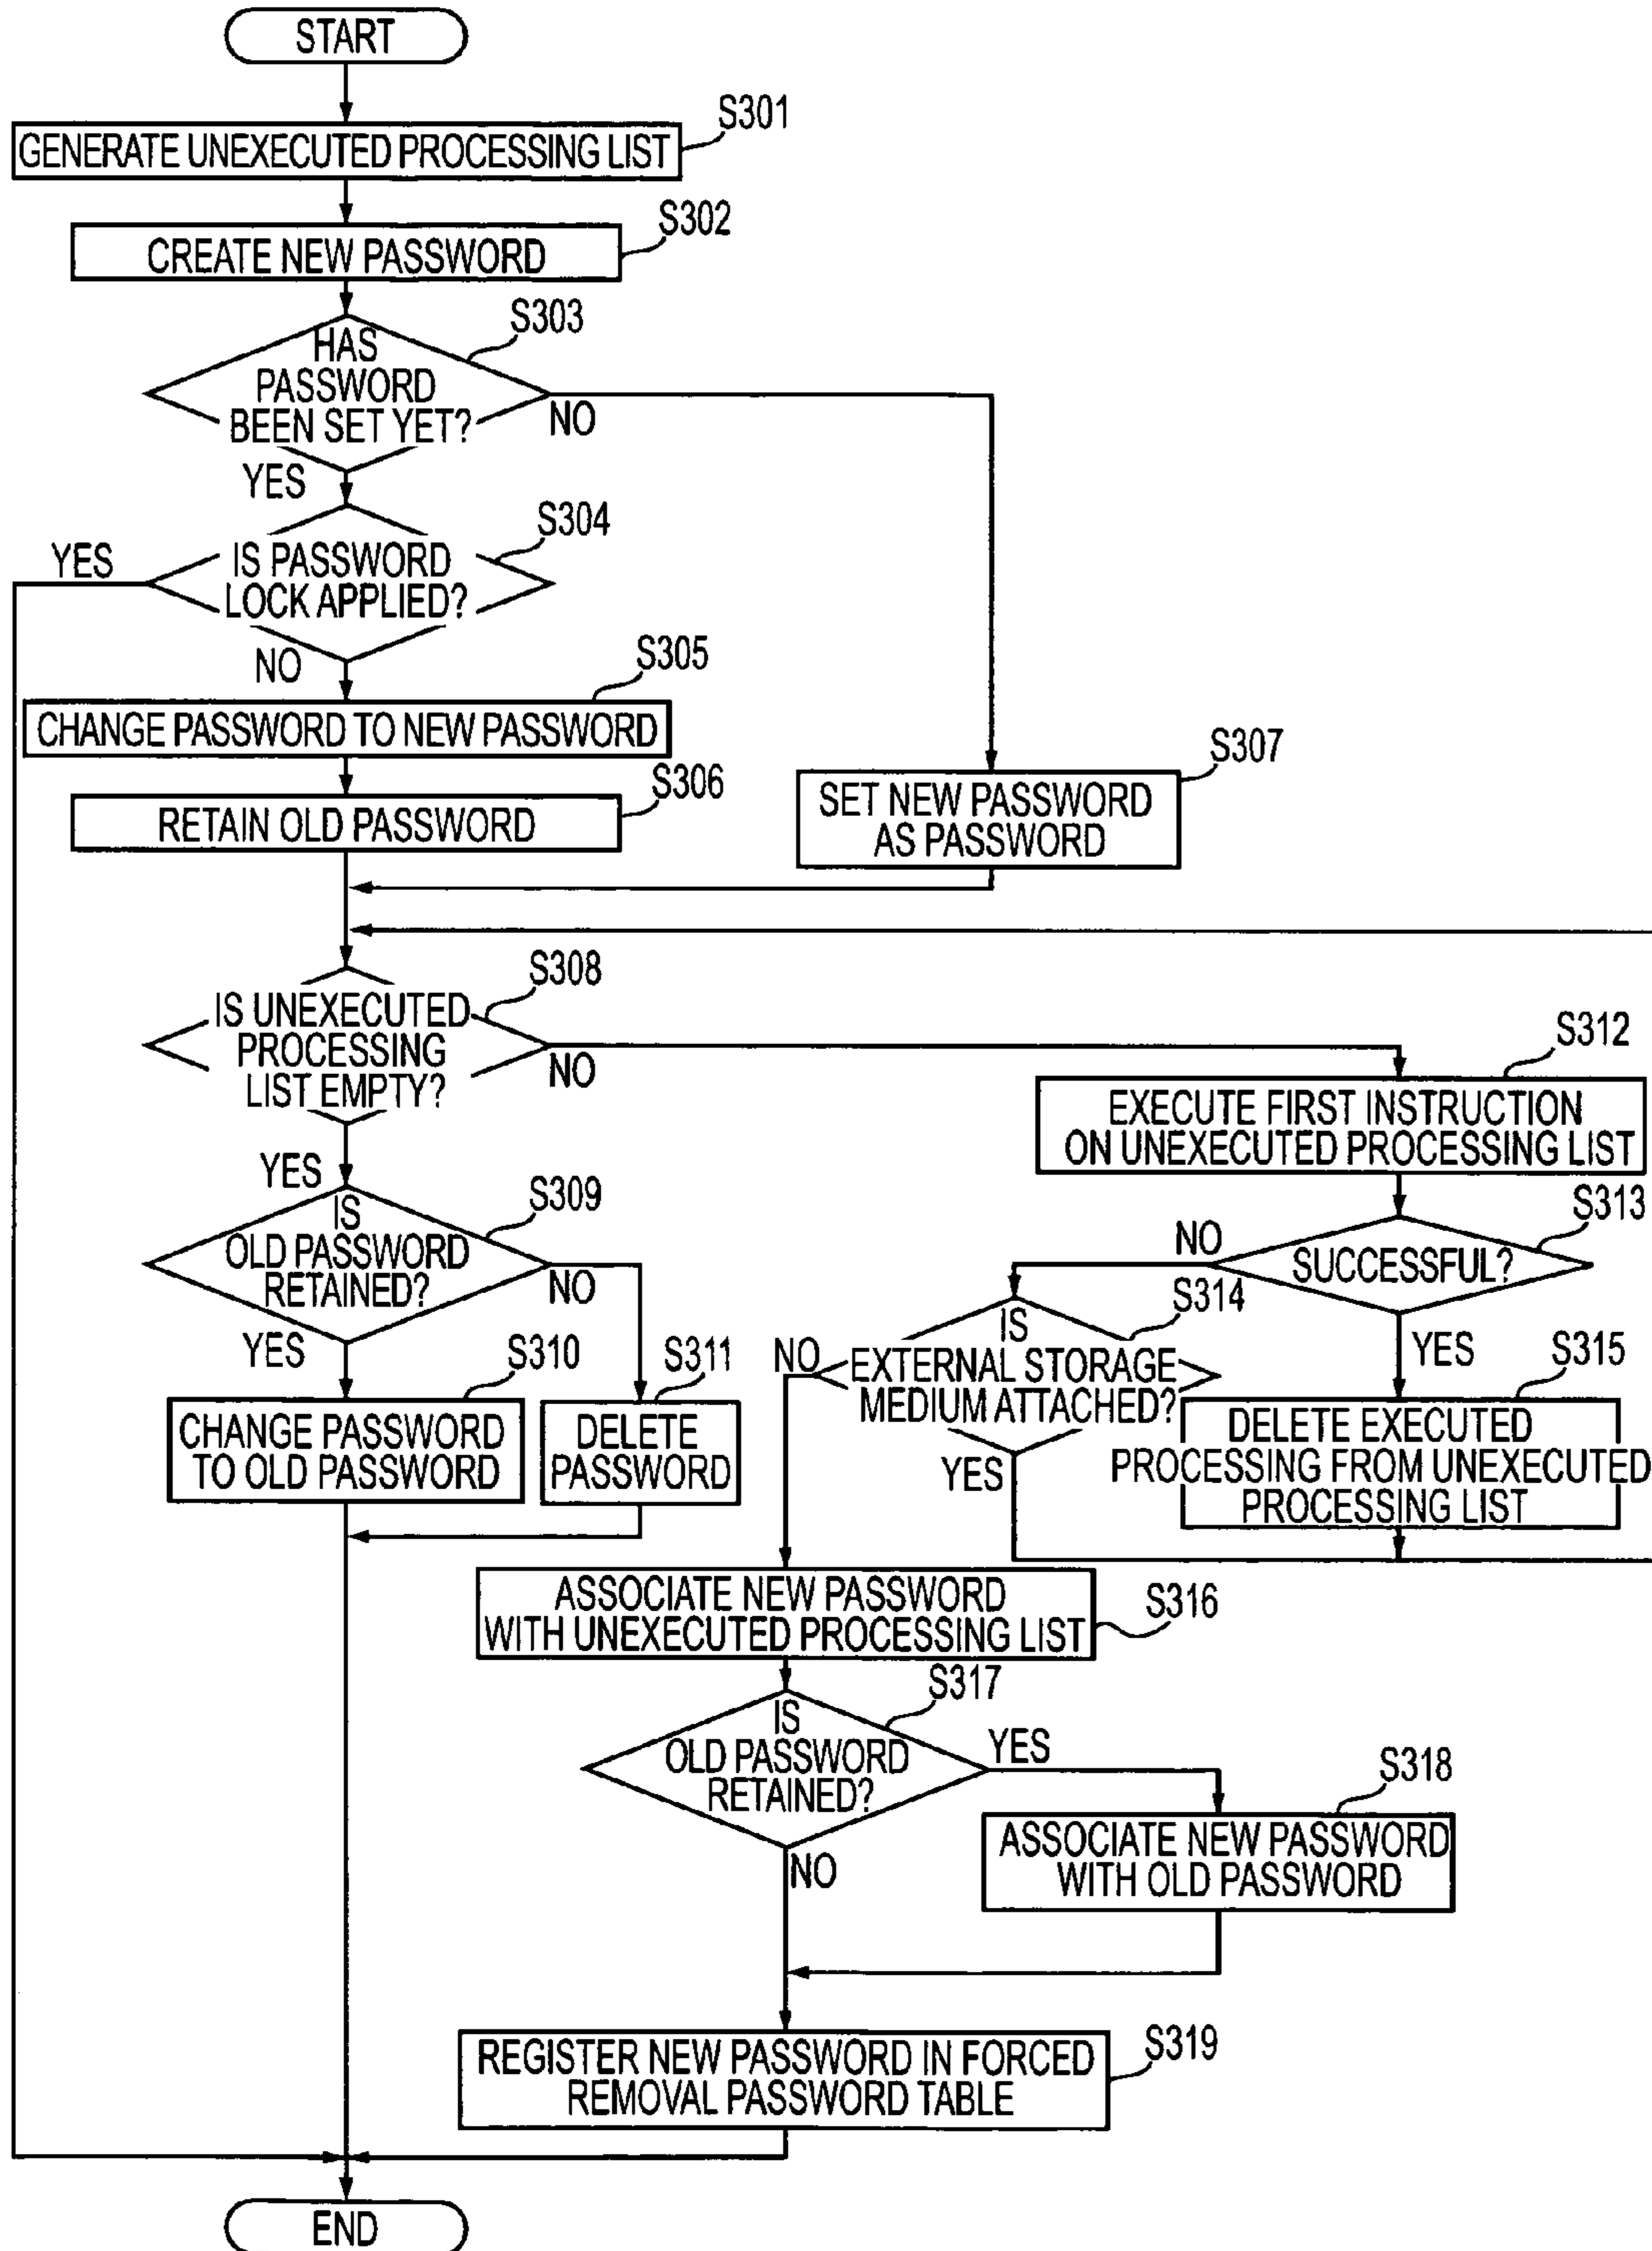 START
S301
GENERATE UNEXECUTED PROCESSING LIST
S302
CREATE NEW PASSWORD
S303
HAS
PASSWORD
BEEN SET YET?
NO
YES
S304
YES
IS PASSWORD
LOCK APPLIED?
NO
S305
CHANGE PASSWORD TO NEW PASSWORD
S306
RETAIN OLD PASSWORD
S307
SET NEW PASSWORD
AS PASSWORD
S308
IS UNEXECUTED
PROCESSING
LIST EMPTY?
NO
YES
S312
EXECUTE FIRST INSTRUCTION
ON UNEXECUTED PROCESSING LIST
S309
IS
OLD PASSWORD
RETAINED?
NO
YES
S313
SUCCESSFUL?
NO
YES
S314
IS
EXTERNAL STORAGE
MEDIUM ATTACHED?
NO
YES
S310
CHANGE PASSWORD
TO OLD PASSWORD
S311
DELETE
PASSWORD
S315
DELETE EXECUTED
PROCESSING FROM UNEXECUTED
PROCESSING LIST
ASSOCIATE NEW PASSWORD
WITH UNEXECUTED PROCESSING LIST
S316
S317
IS
OLD PASSWORD
RETAINED?
YES
NO
S318
ASSOCIATE NEW PASSWORD
WITH OLD PASSWORD
REGISTER NEW PASSWORD IN FORCED
REMOVAL PASSWORD TABLE
S319
END